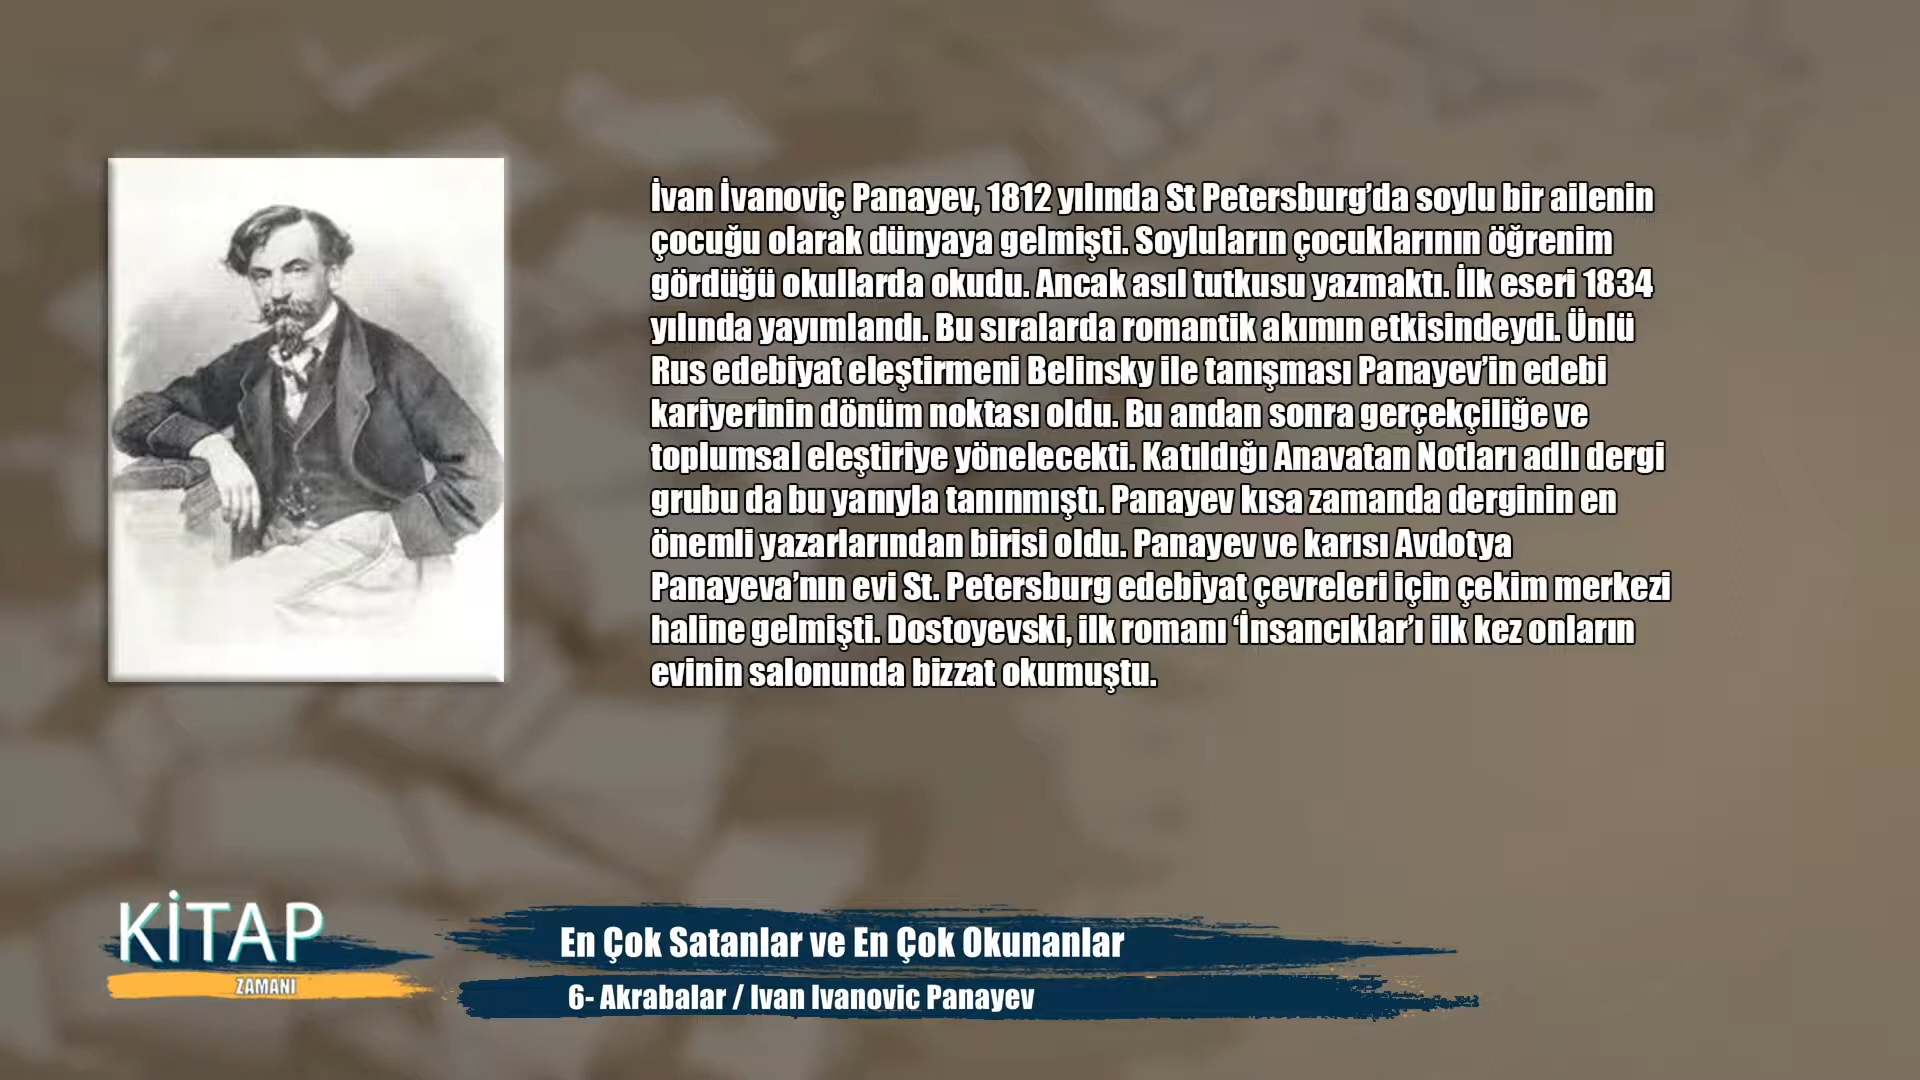 İvan İvanoviç Panayev, 1812 yılında St Petersburg’da soylu bir ailenin
çocuğu olarak dünyaya gelmişti. Soyluların çocuklarının öğrenim
gördüğü okullarda okudu. Ancak asıl tutkusu yazmaktı. İlk eseri 1834
yılında yayımlandı. Bu sıralarda romantik akımın etkisindeydi. Ünlü
Rus edebiyat eleştirmeni Belinsky ile tanışması Panayev’in edebi
kariyerinin dönüm noktası oldu. Bu andan sonra gerçekçiliğe ve
toplumsal eleştiriye yönelecekti. Katıldığı Anavatan Notları adlı dergi
grubu da bu yanıyla tanınmıştı. Panayev kısa zamanda derginin en
önemli yazarlarından birisi oldu. Panayev ve karısı Avdotya
Panayeva’nın evi St. Petersburg edebiyat çevreleri için çekim merkezi
haline gelmişti. Dostoyevski, ilk romanı ‘İnsancıklar’ı ilk kez onların
evinin salonunda bizzat okumuştu.
KİTAP
ZAMANI
En Çok Satanlar ve En Çok Okunanlar
6- Akrabalar / Ivan Ivanovic Panayev